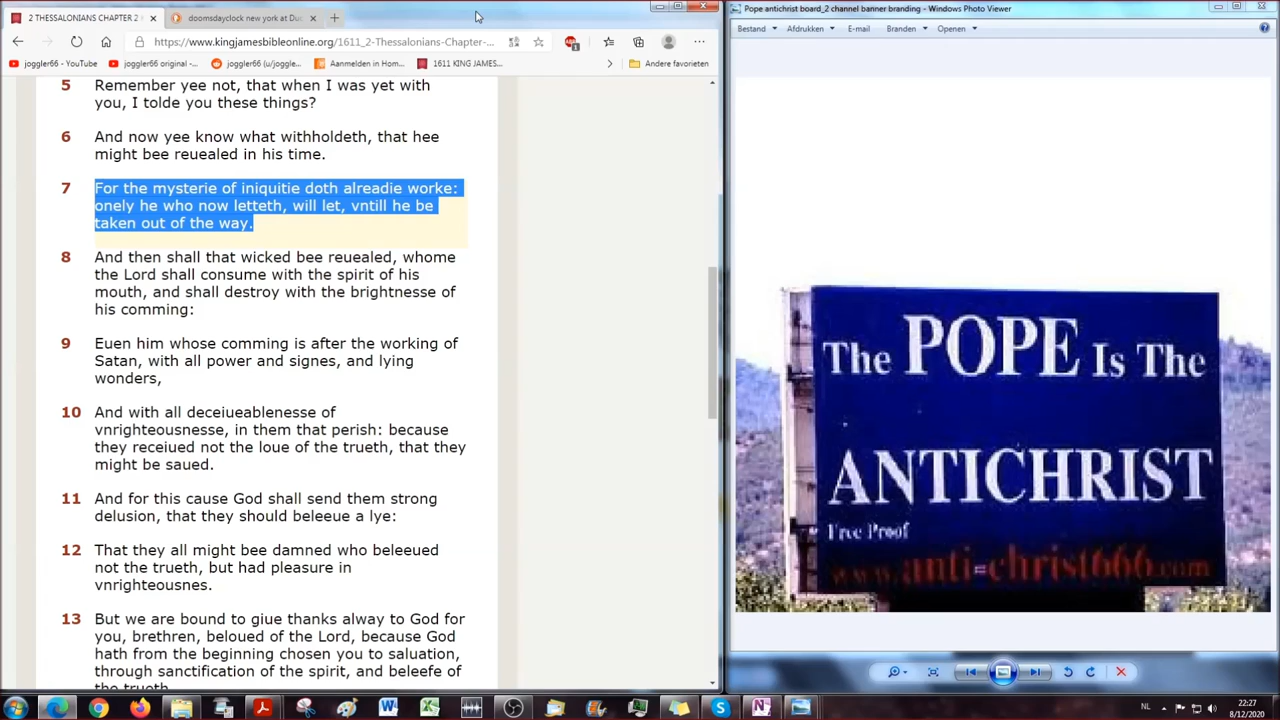 2 THESSALONIANS CHAPTER 2
doomsdayclock new york at Duc
https://www.kingjamesbibleonline.org/1611_2-Thessalonians-Chapter-...
joggler66 - YouTube
joggler66 original -...
joggler66 (u/joggle...
Aanmelden in Hom...
1611 KING JAMES...
Andere favorieten
5 Remember yee not, that when I was yet with
you, I tolde you these things?
6 And now yee know what withholdeth, that hee
might bee reuealed in his time.
7 For the mysterie of iniquitie doth alreadie worke:
onely he who now letteth, will let, vntill he be
taken out of the way.
8 And then shall that wicked bee reuealed, whome
the Lord shall consume with the spirit of his
mouth, and shall destroy with the brightnesse of
his comming:
9 Euen him whose comming is after the working of
Satan, with all power and signes, and lying
wonders,
10 And with all deceiueablenesse of
vnrighteousnesse, in them that perish: because
they receiued not the loue of the trueth, that they
might be saued.
11 And for this cause God shall send them strong
delusion, that they should beleeue a lye:
12 That they all might bee damned who beleeued
not the trueth, but had pleasure in
vnrighteousnes.
13 But we are bound to giue thanks alway to God for
you, brethren, beloued of the Lord, because God
hath from the beginning chosen you to saluation,
through sanctification of the spirit, and beleefe of
the trueth
Pope antichrist board_2 channel banner branding - Windows Photo Viewer
Bestand Afdrukken E-mail Branden Openen
The POPE Is The
ANTICHRIST
Free Proof
www.anti=christ666.com
NL
22:27
8/12/2020